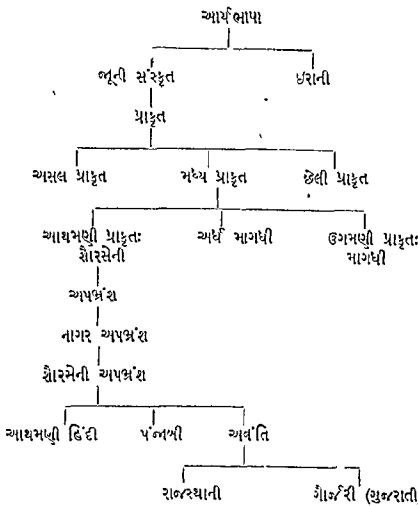 આર્યભાષા
જૂની સંસ્કૃત ઇરાની
પ્રાકૃત
અસલ પ્રાકૃત મધ્ય પ્રાકૃત છેલી પ્રાકૃત
આથમણી પ્રાકૃતઃ અર્ધ માગધી ઉગમણી પ્રાકૃતઃ
શૈારસેની માગધી
અપભ્રંશ
નાગર અપભ્રંશ
શૈારસેની અપભ્રંશ
આથમણી હિંદી પંજાબી અવંતિ
રાજસ્થાની ગૈાર્જરી (ગુજરાતી